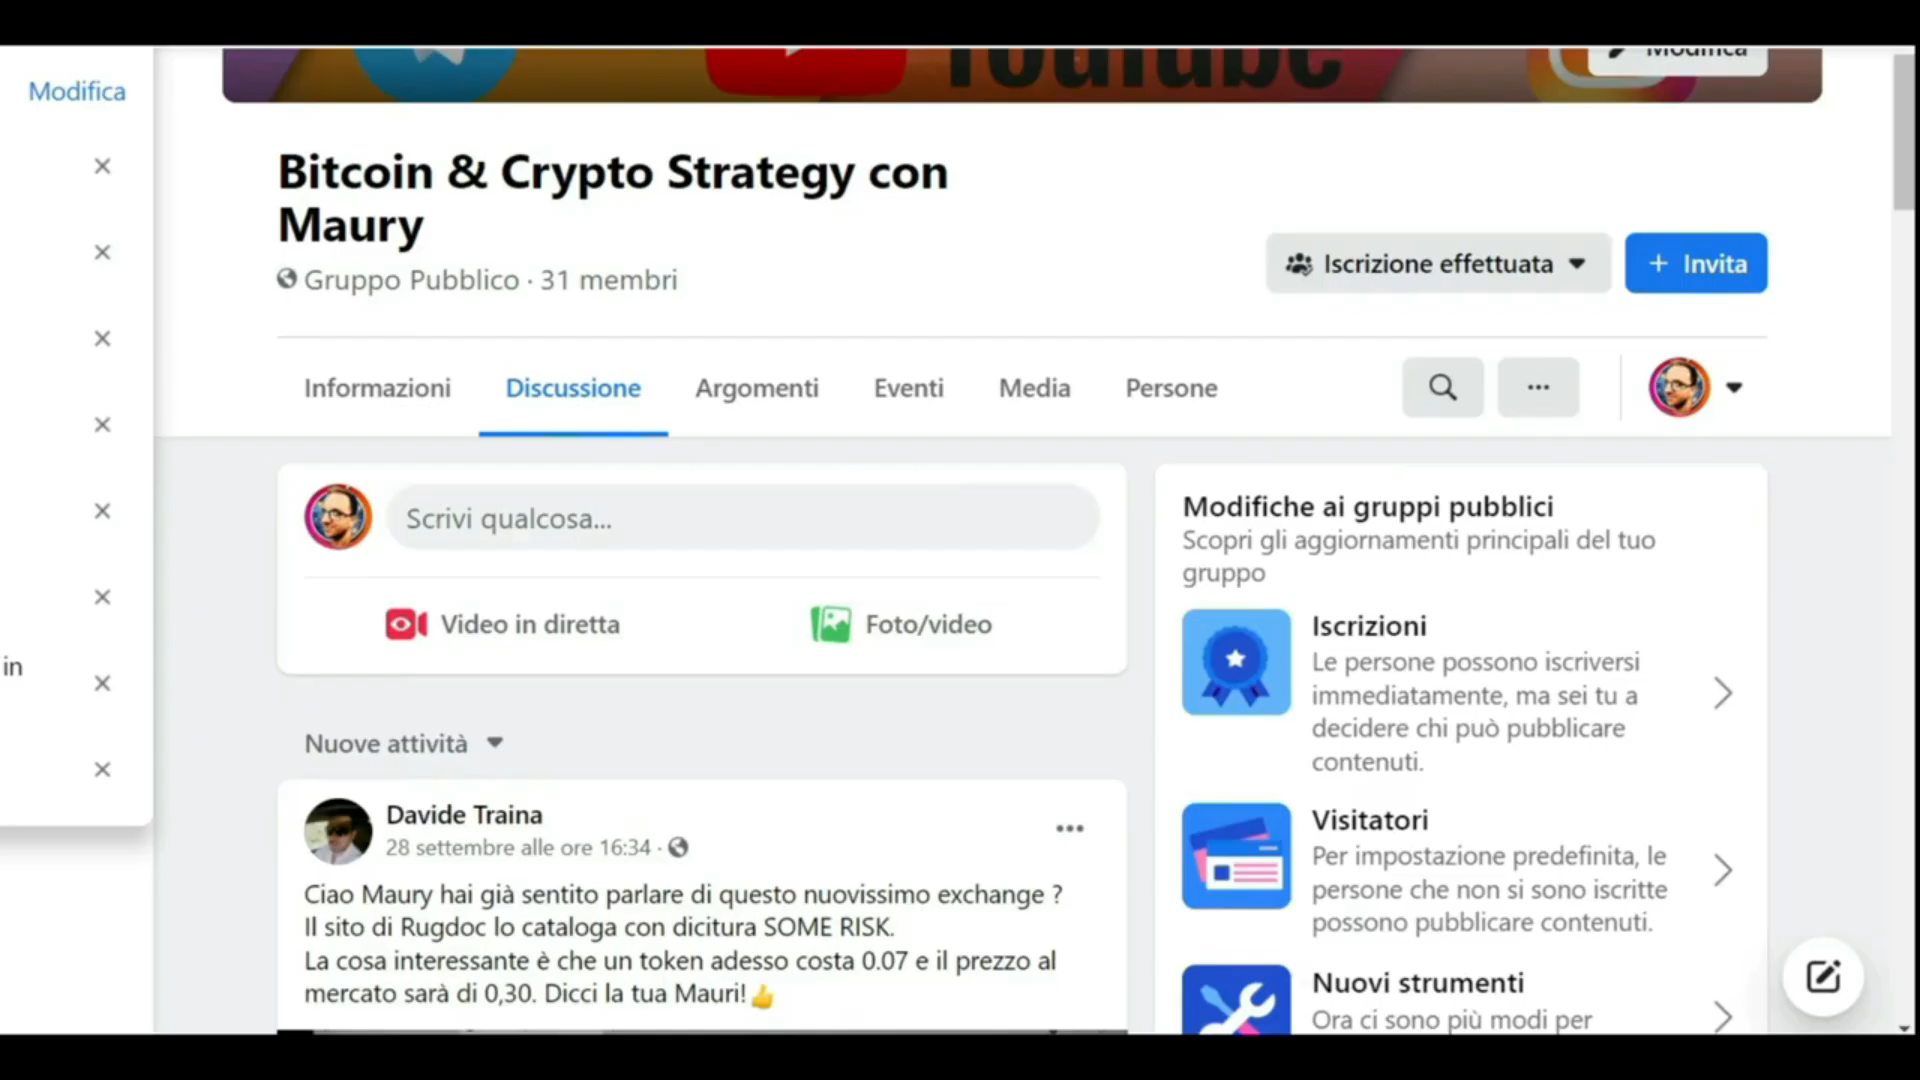 YouTube
Modifica
Modifica
Bitcoin & Crypto Strategy con
Maury
Gruppo Pubblico · 31 membri
Iscrizione effettuata
+ Invita
Informazioni
Discussione
Argomenti
Eventi
Media
Persone
Scrivi qualcosa...
Video in diretta
Foto/video
in
Nuove attività
Davide Traina
28 settembre alle ore 16:34 ·
Ciao Maury hai già sentito parlare di questo nuovissimo exchange ?
Il sito di Rugdoc lo cataloga con dicitura SOME RISK.
La cosa interessante è che un token adesso costa 0.07 e il prezzo al
mercato sarà di 0,30. Dicci la tua Mauri!👍
Modifiche ai gruppi pubblici
Scopri gli aggiornamenti principali del tuo
gruppo
Iscrizioni
Le persone possono iscriversi
immediatamente, ma sei tu a
decidere chi può pubblicare
contenuti.
Visitatori
Per impostazione predefinita, le
persone che non si sono iscritte
possono pubblicare contenuti.
Nuovi strumenti
Ora ci sono più modi per